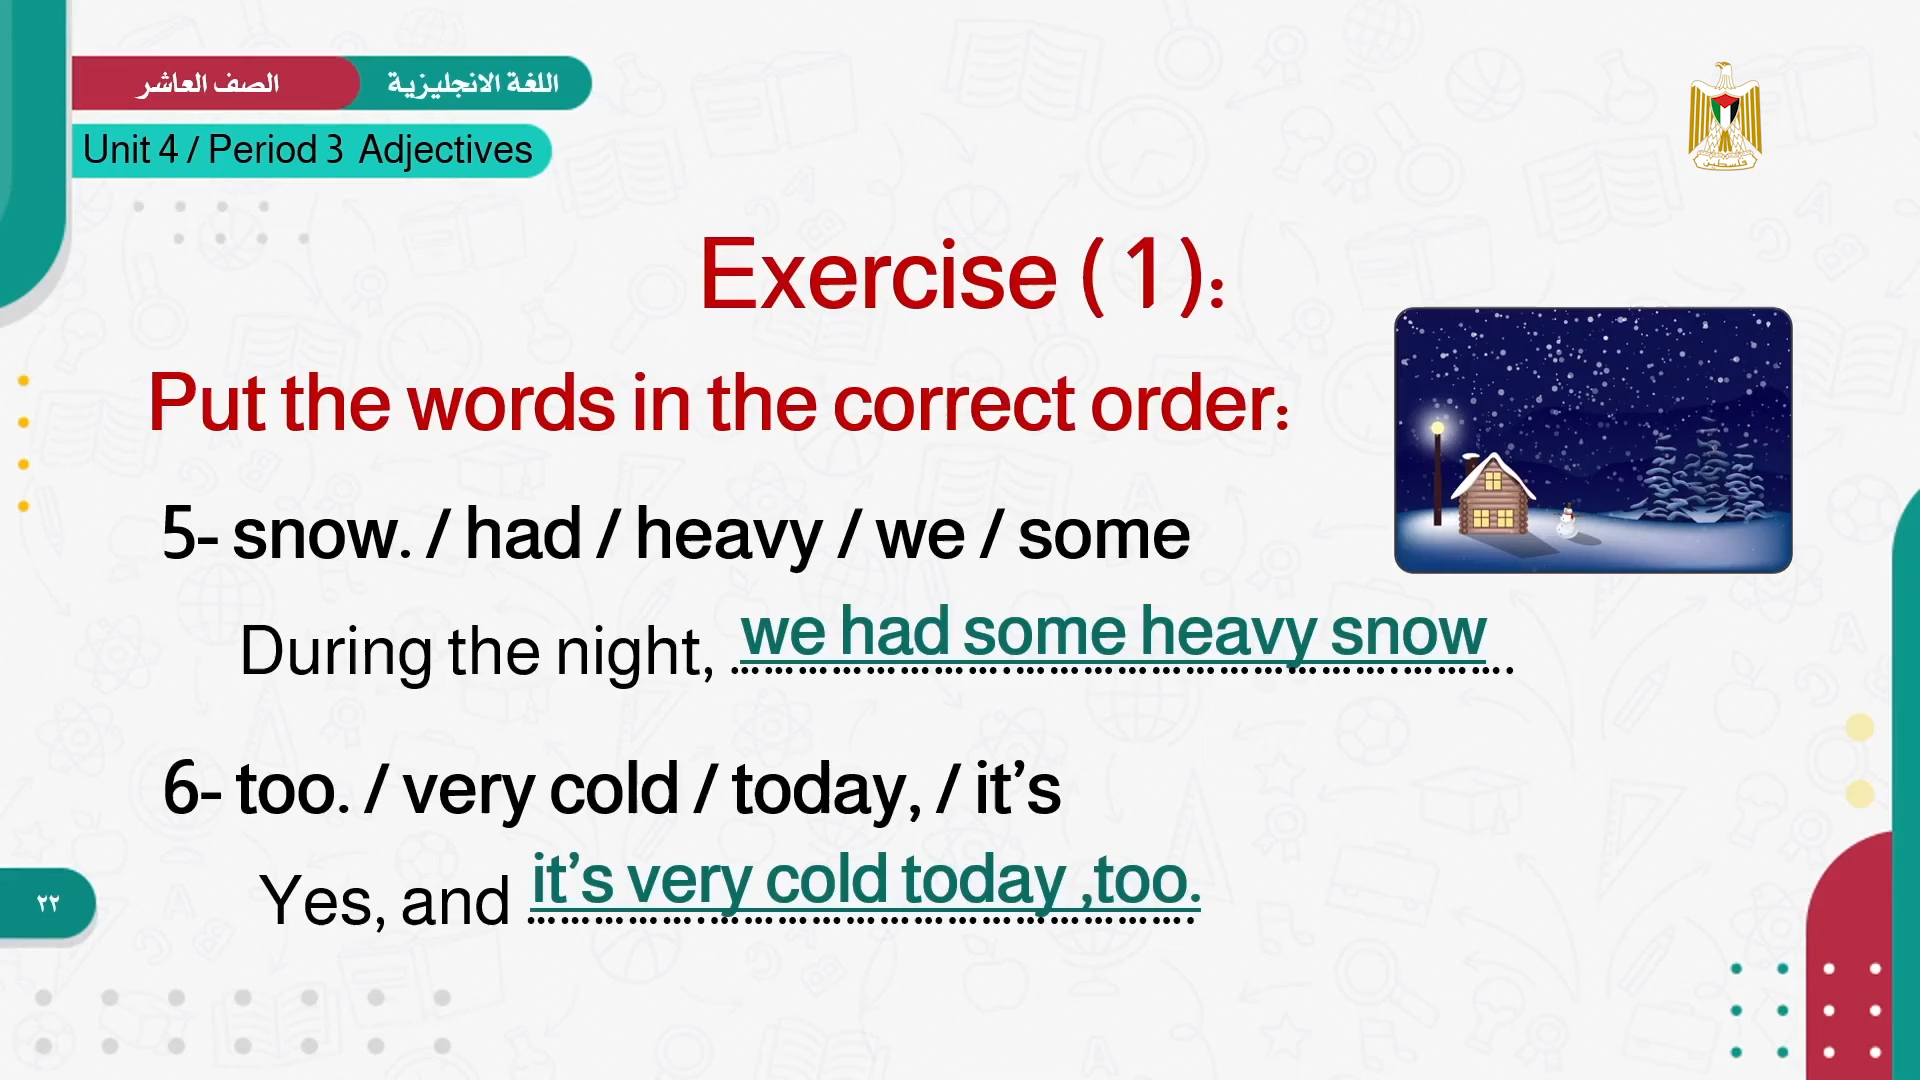 الصف العاشر
اللغة الانجليزية
Unit 4 / Period 3 Adjectives
فلسطين
Exercise ( 1 ):
Put the words in the correct order:
5- snow. / had / heavy / we / some
During the night, we had some heavy snow
6- too. / very cold / today, / it’s
Yes, and it’s very cold today ,too.
٢٢